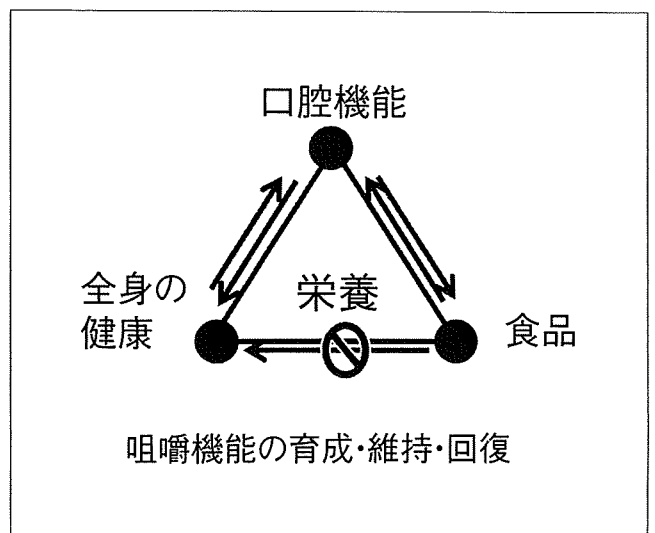 口腔機能
全身の
健康
栄養
食品
咀嚼機能の育成･維持･回復